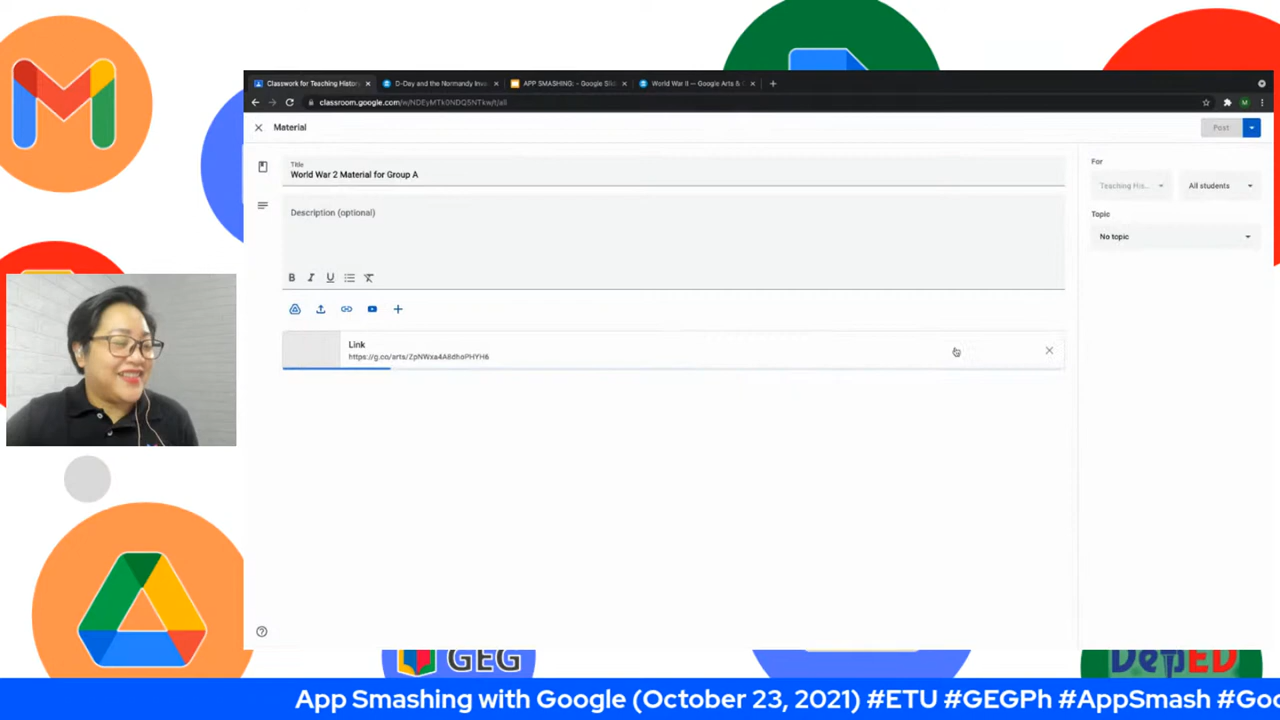 Classwork for Teaching Histor
D-Day and the Normandy Inva
APP SMASHING: - Google Slid
World War II — Google Arts &
classroom.google.com/w/NDEyMTk0NDQ5NTkw/t/all
M
Material
Post
Title
World War 2 Material for Group A
Description (optional)
B I U
Link
https://g.co/arts/ZpNWxa4A8dhoPHYH6
For
Teaching His...
All students
Topic
No topic
GEG
DepED
App Smashing with Google (October 23, 2021) #ETU #GEGPh #AppSmash #Goo